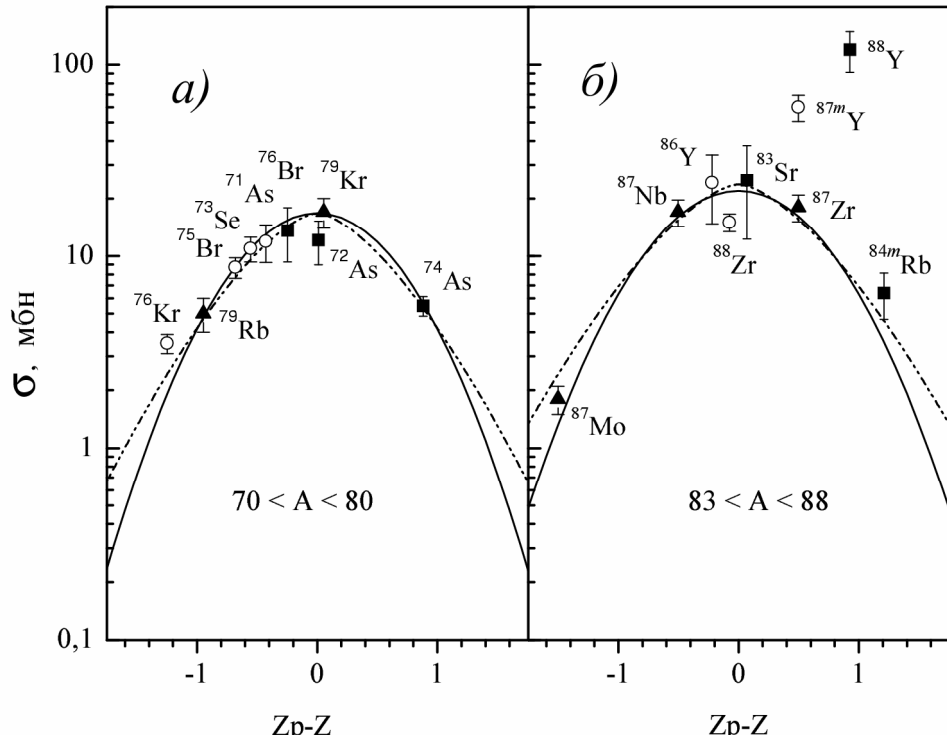 а)
б)
σ, мбн
100
10
1
0,1
⁷⁶Br
⁷⁹Kr
⁷¹As
⁷³Se
⁷⁵Br
⁷²As
⁷⁴As
⁷⁶Kr
⁷⁹Rb
70 < A < 80
⁸⁸Y
⁸⁷ᵐY
⁸⁶Y
⁸³Sr
⁸⁷Nb
⁸⁷Zr
⁸⁸Zr
⁸⁴ᵐRb
⁸⁷Mo
83 < A < 88
-1 0 1
-1 0 1
Zp-Z
Zp-Z